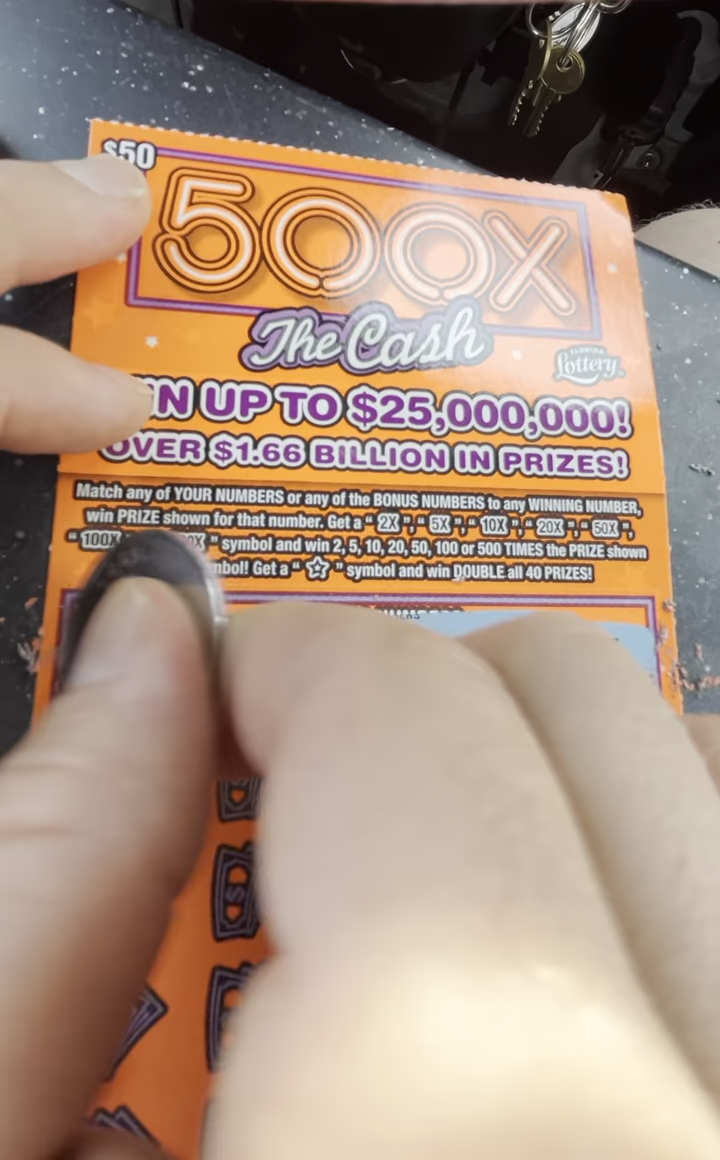 $50
500X
The Cash
FLORIDA
Lottery
IN UP TO $25,000,000!
OVER $1.66 BILLION IN PRIZES!
Match any of YOUR NUMBERS or any of the BONUS NUMBERS to any WINNING NUMBER,
win PRIZE shown for that number. Get a "2X", "5X", "10X", "20X", "50X",
"100X" symbol and win 2, 5, 10, 20, 50, 100 or 500 TIMES the PRIZE shown
Get a " " symbol and win DOUBLE all 40 PRIZES!